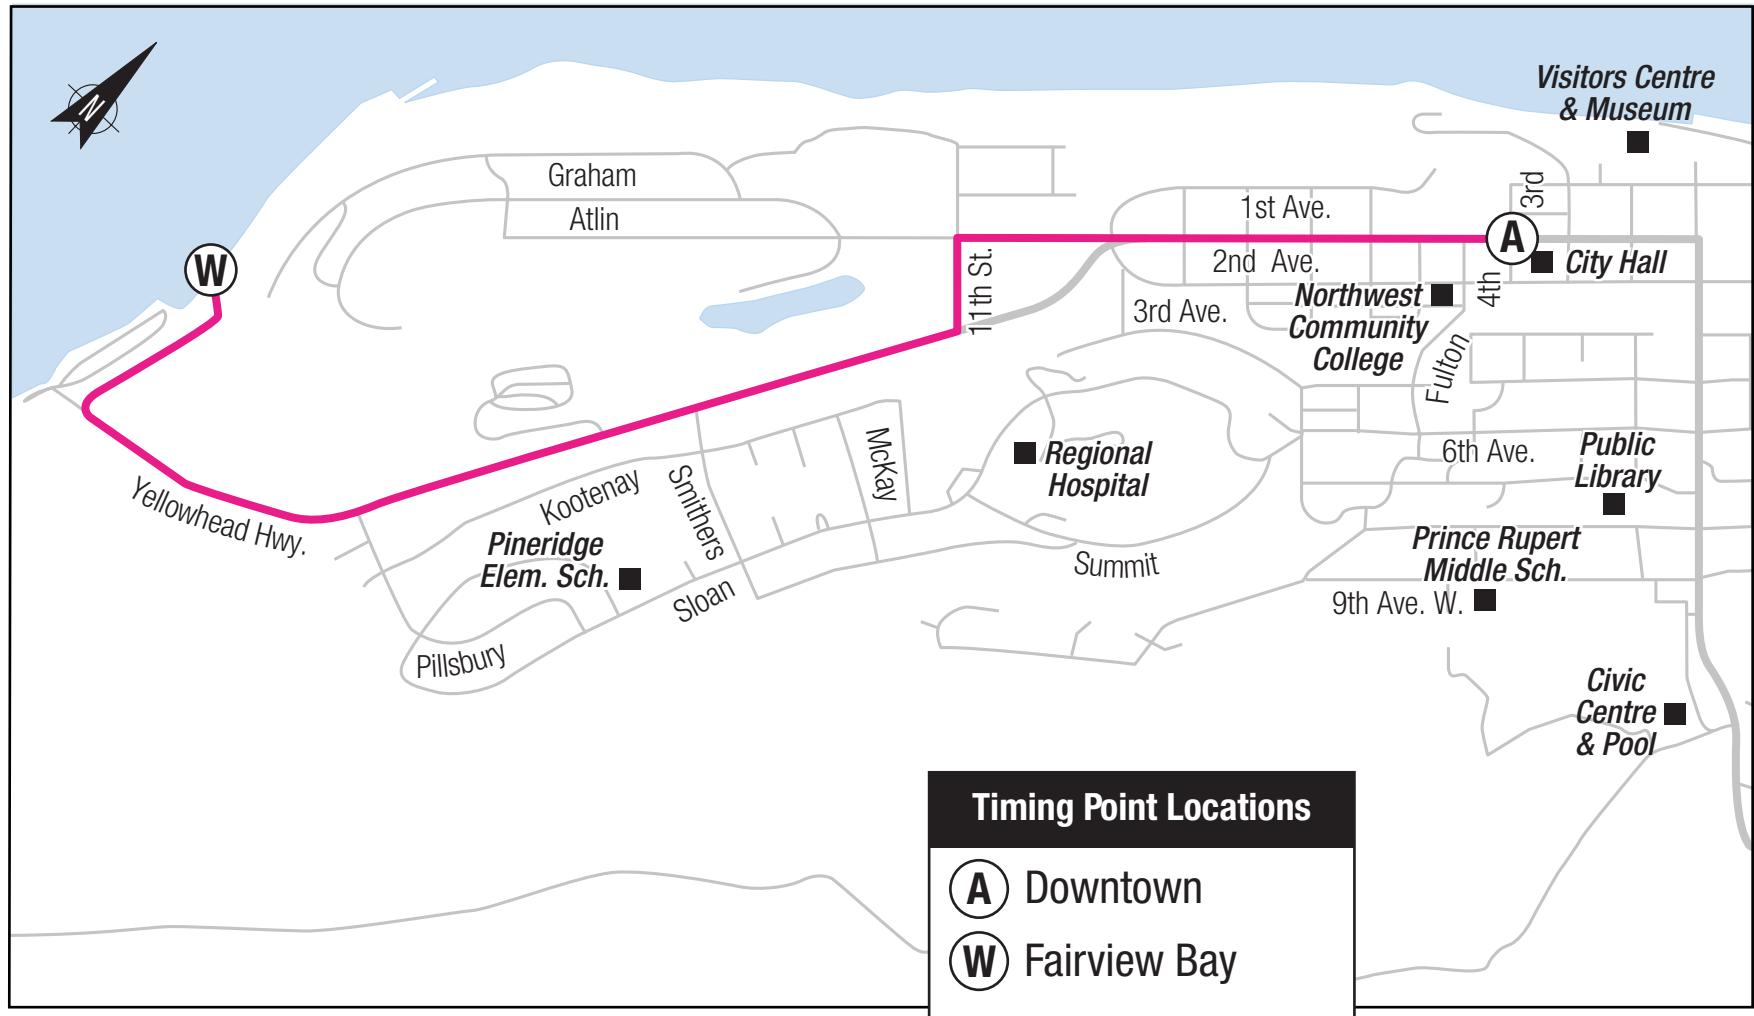 N
Visitors Centre
& Museum
Graham
Atlin
1st Ave.
3rd
A
W
2nd Ave.
City Hall
11th St.
4th
3rd Ave.
Northwest
Community
College
Fulton
McKay
Regional
Hospital
6th Ave.
Public
Library
Yellowhead Hwy.
Kootenay
Smithers
Pineridge
Elem. Sch.
Sloan
Summit
Prince Rupert
Middle Sch.
9th Ave. W.
Pillsbury
Civic
Centre
& Pool
Timing Point Locations
A Downtown
W Fairview Bay